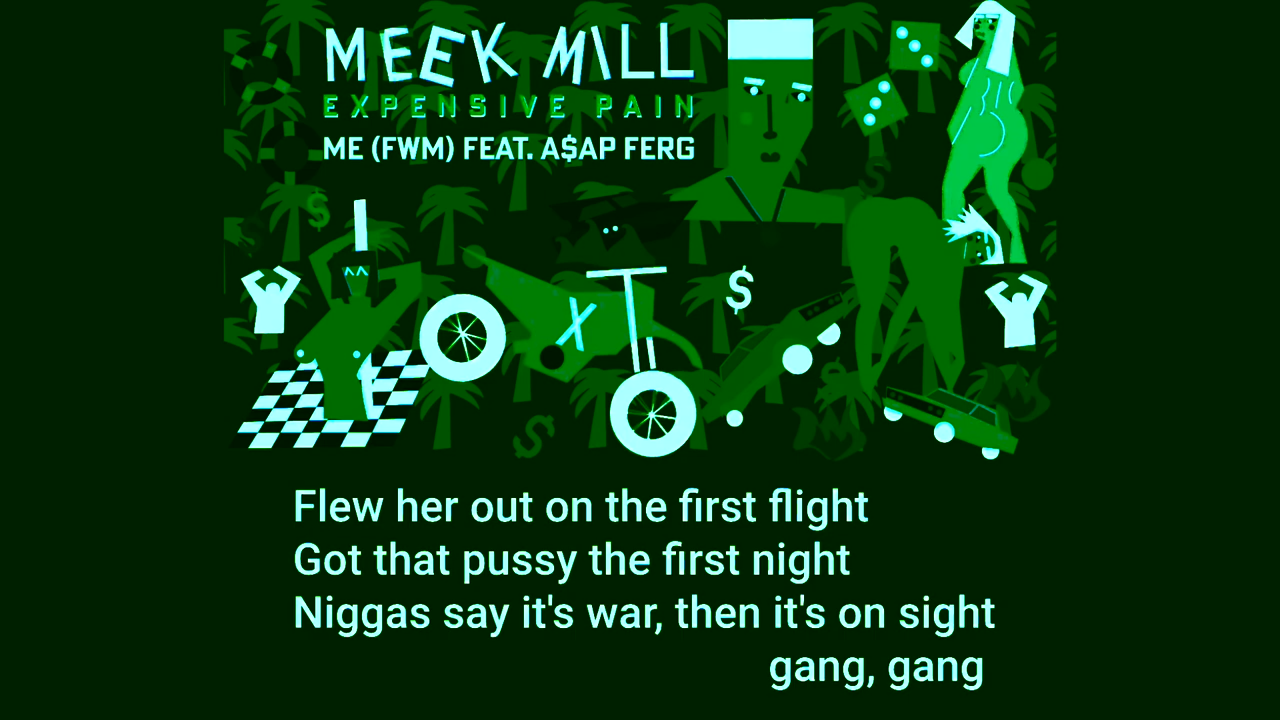 MEEK MILL
EXPENSIVE PAIN
ME (FWM) FEAT. A$AP FERG
$
$
X
$
$
$
Flew her out on the first flight
Got that pussy the first night
Niggas say it's war, then it's on sight
gang, gang